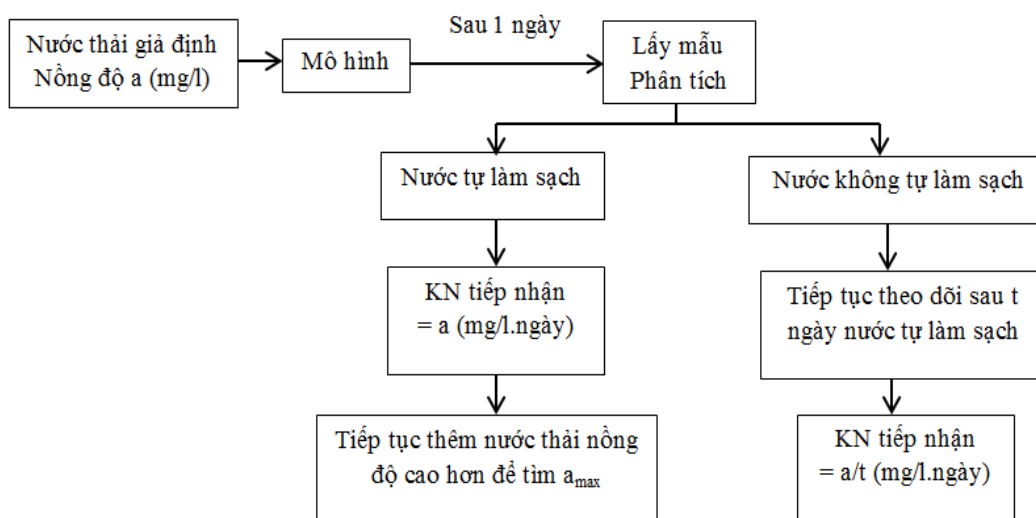 Nước thải giả định
Nồng độ a (mg/l)
Mô hình
Sau 1 ngày
Lấy mẫu
Phân tích
Nước tự làm sạch
Nước không tự làm sạch
KN tiếp nhận
= a (mg/l.ngày)
Tiếp tục theo dõi sau t
ngày nước tự làm sạch
Tiếp tục thêm nước thải nồng
độ cao hơn để tìm amax
KN tiếp nhận
= a/t (mg/l.ngày)